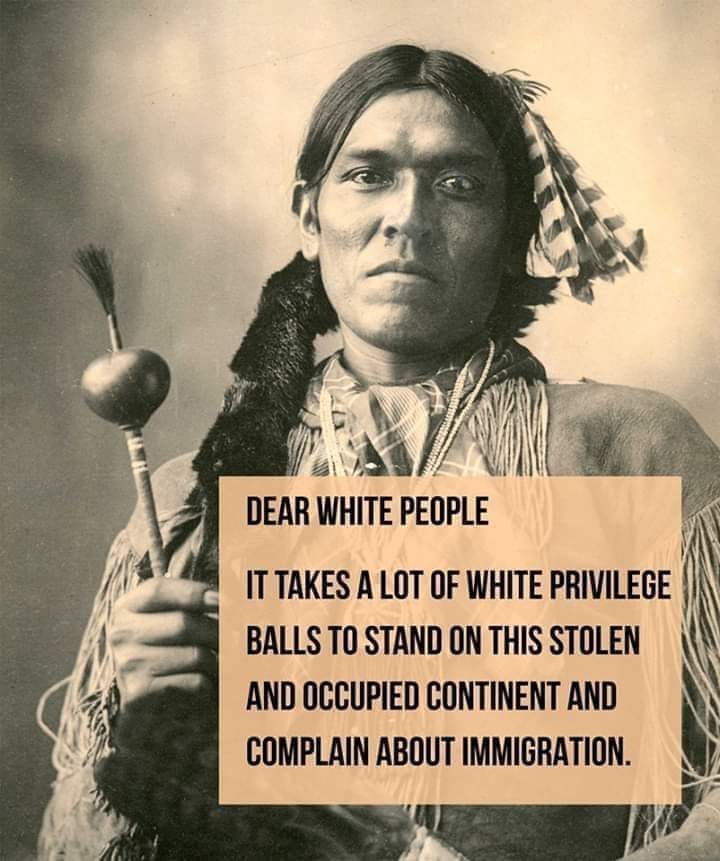 DEAR WHITE PEOPLE
IT TAKES A LOT OF WHITE PRIVILEGE
BALLS TO STAND ON THIS STOLEN
AND OCCUPIED CONTINENT AND
COMPLAIN ABOUT IMMIGRATION.